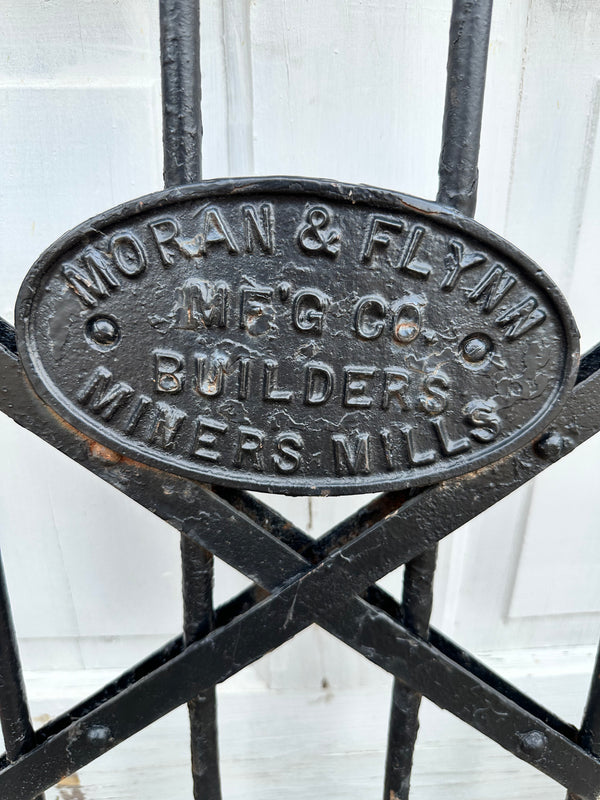 MORAN & FLYNN
MF'G CO.
BUILDERS
MINERS MILLS